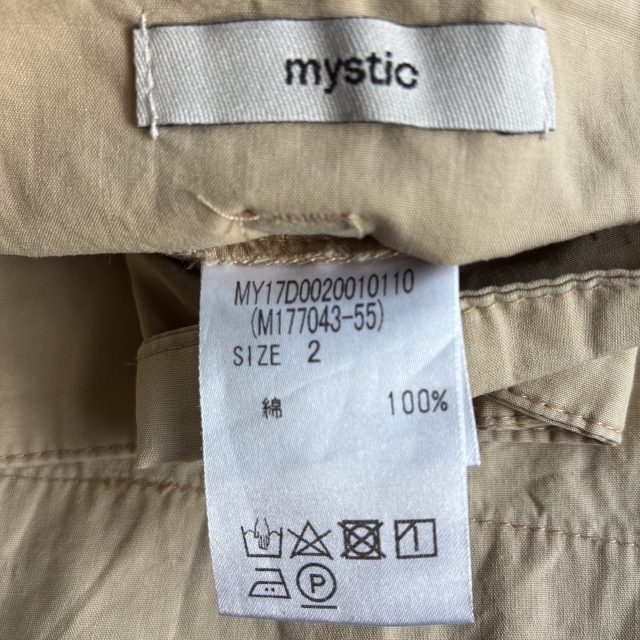 mystic
MY17D0020010110
(M177043-55)
SIZE 2
綿 100%
P